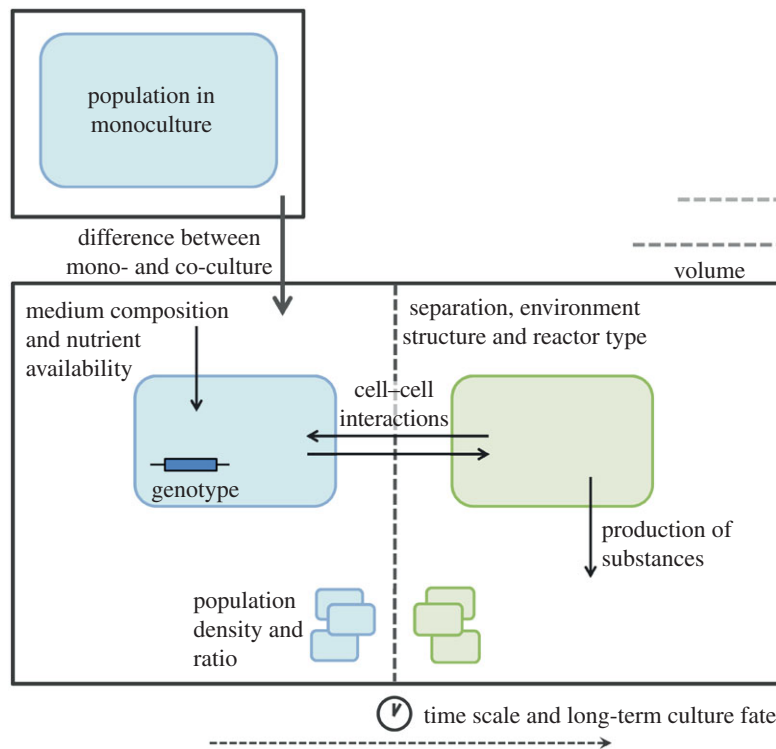 population in
monoculture
difference between
mono- and co-culture
volume
medium composition
and nutrient
availability
separation, environment
structure and reactor type
cell–cell
interactions
genotype
production of
substances
population
density and
ratio
time scale and long-term culture fate